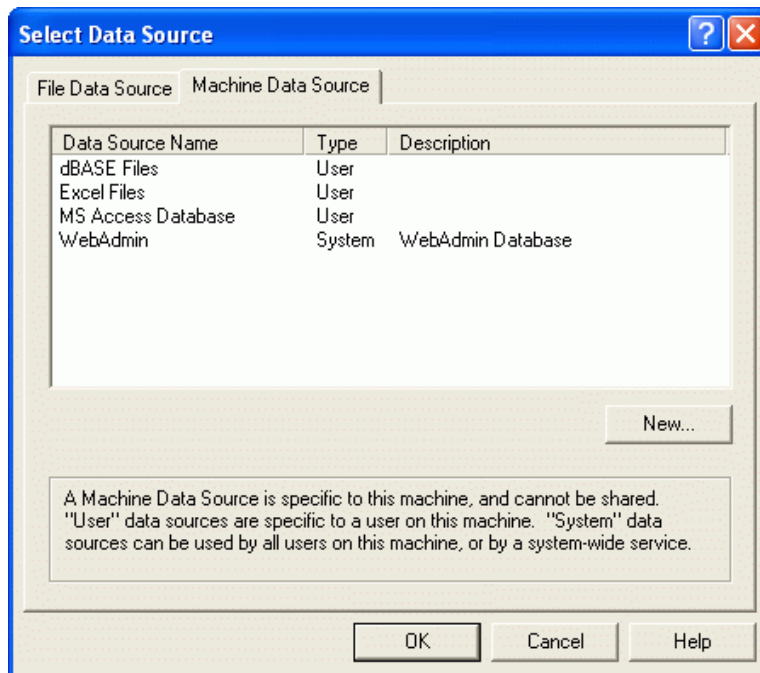 Select Data Source
File Data Source Machine Data Source
Data Source Name Type Description
dBASE Files User
Excel Files User
MS Access Database User
WebAdmin System WebAdmin Database
New...
A Machine Data Source is specific to this machine, and cannot be shared.
"User" data sources are specific to a user on this machine.  "System" data
sources can be used by all users on this machine, or by a system-wide service.
OK Cancel Help